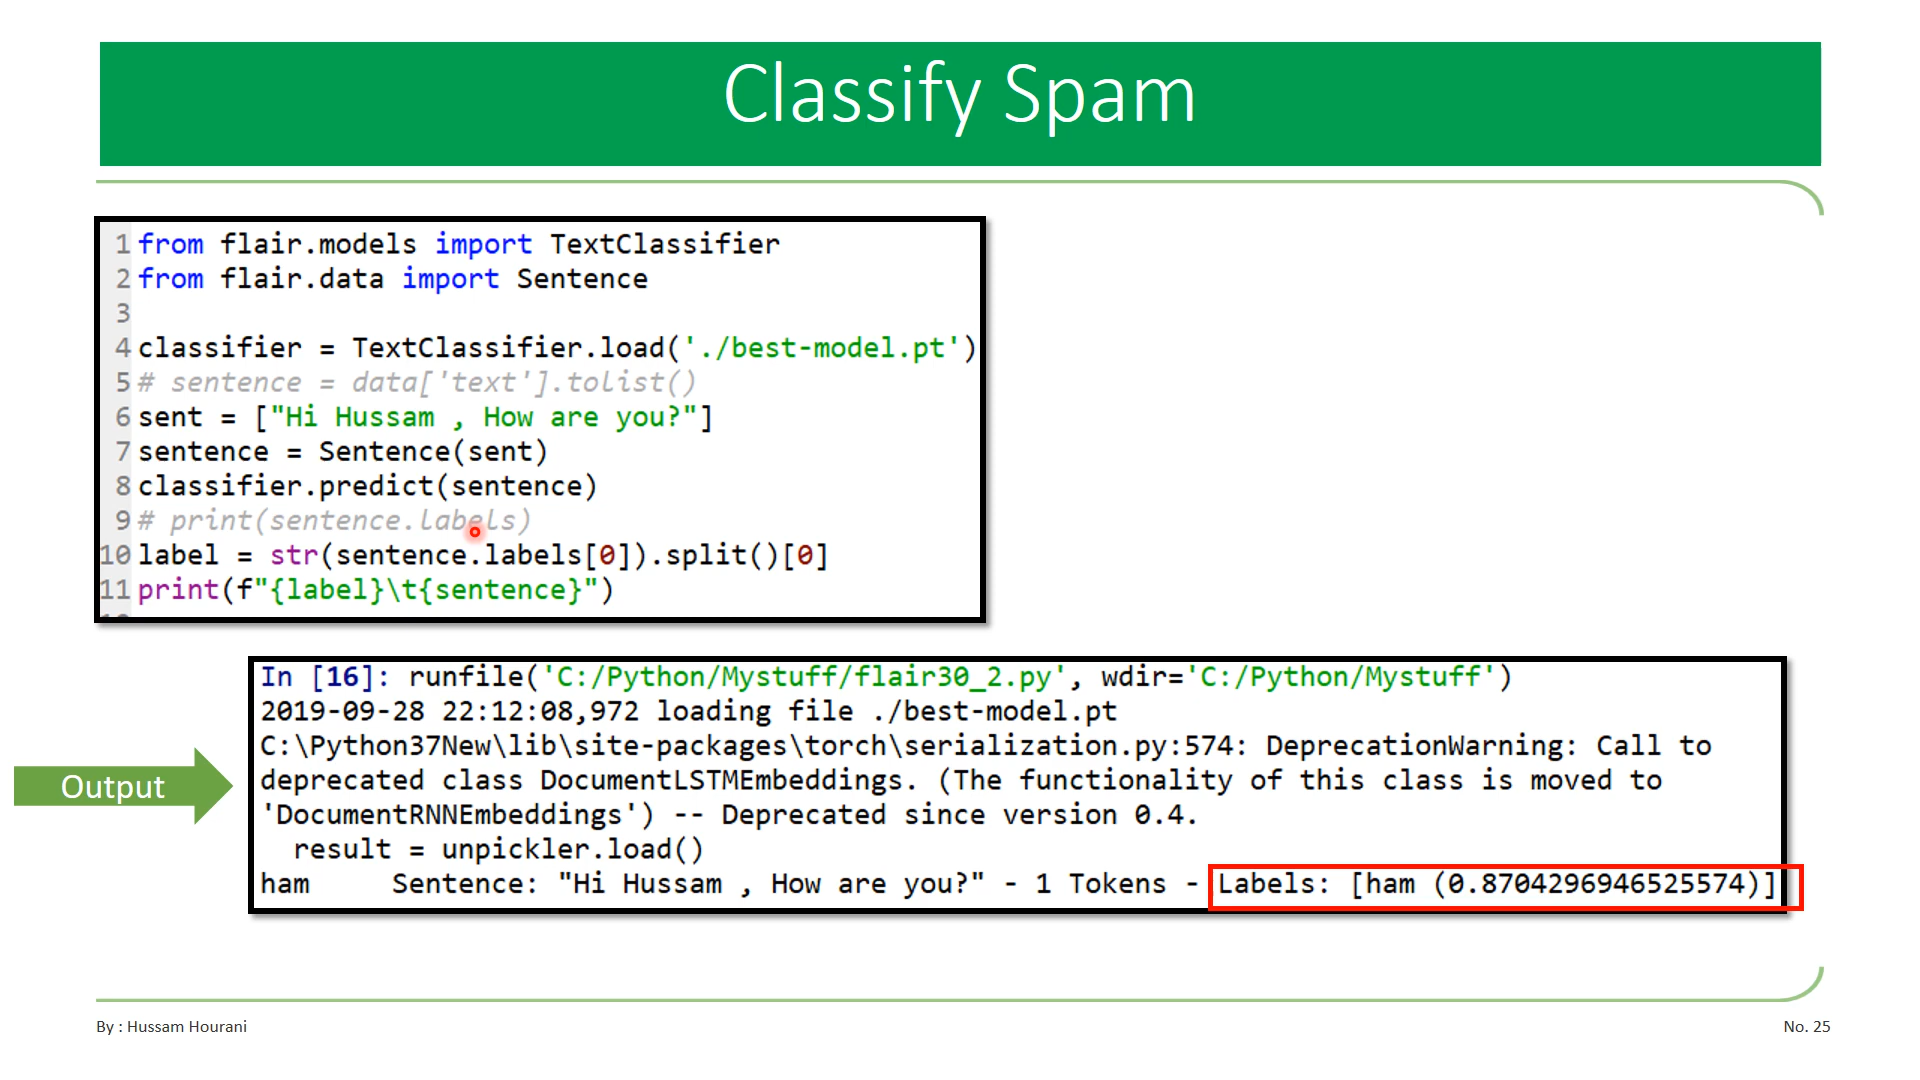 Classify Spam
1 from flair.models import TextClassifier
2 from flair.data import Sentence
3
4 classifier = TextClassifier.load('./best-model.pt')
5 # sentence = data['text'].tolist()
6 sent = ["Hi Hussam , How are you?"]
7 sentence = Sentence(sent)
8 classifier.predict(sentence)
9 # print(sentence.labels)
10 label = str(sentence.labels[0]).split()[0]
11 print(f"{label}\t{sentence}")
Output
In [16]: runfile('C:/Python/Mystuff/flair30_2.py', wdir='C:/Python/Mystuff')
2019-09-28 22:12:08,972 loading file ./best-model.pt
C:\Python37New\lib\site-packages\torch\serialization.py:574: DeprecationWarning: Call to
deprecated class DocumentLSTMEmbeddings. (The functionality of this class is moved to
'DocumentRNNEmbeddings') -- Deprecated since version 0.4.
  result = unpickler.load()
ham     Sentence: "Hi Hussam , How are you?" - 1 Tokens - Labels: [ham (0.8704296946525574)]
By : Hussam Hourani
No. 25